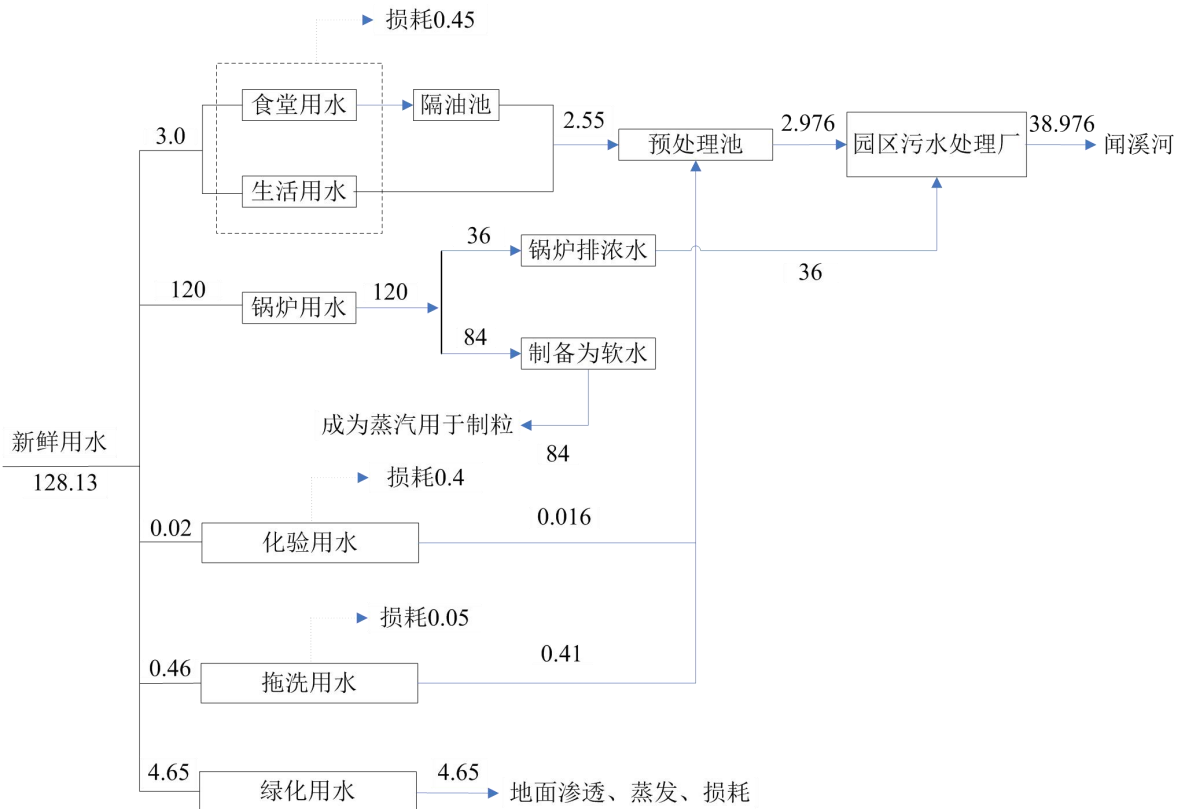 损耗0.45
食堂用水
隔油池
3.0
2.55
预处理池
2.976
园区污水处理厂
38.976
闻溪河
生活用水
36
锅炉排浓水
36
120
锅炉用水
120
84
制备为软水
成为蒸汽用于制粒
84
新鲜用水
128.13
损耗0.4
0.02
化验用水
0.016
损耗0.05
0.46
拖洗用水
0.41
4.65
绿化用水
4.65
地面渗透、蒸发、损耗